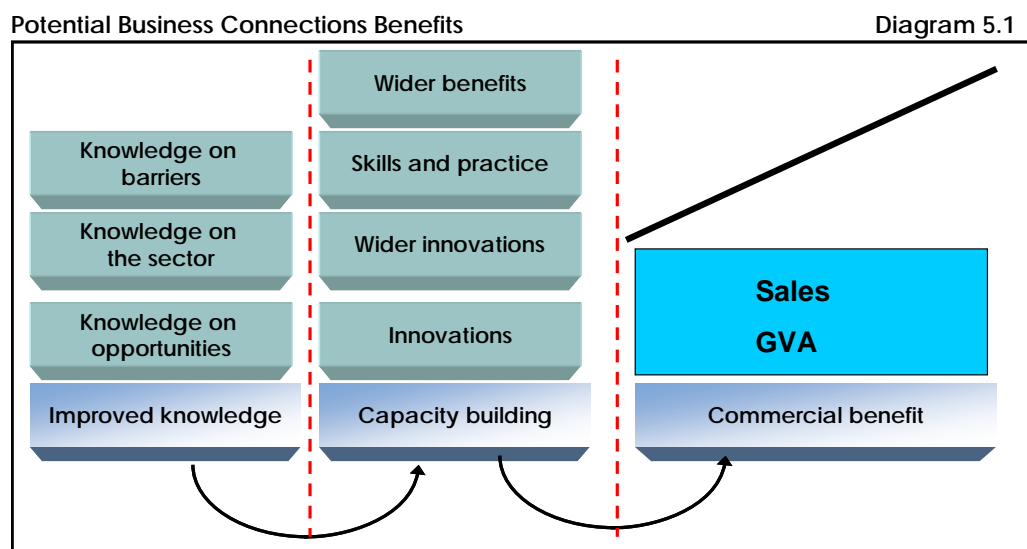 Potential Business Connections Benefits
Diagram 5.1
Knowledge on
barriers
Knowledge on
the sector
Knowledge on
opportunities
Improved knowledge
Wider benefits
Skills and practice
Wider innovations
Innovations
Capacity building
Sales
GVA
Commercial benefit